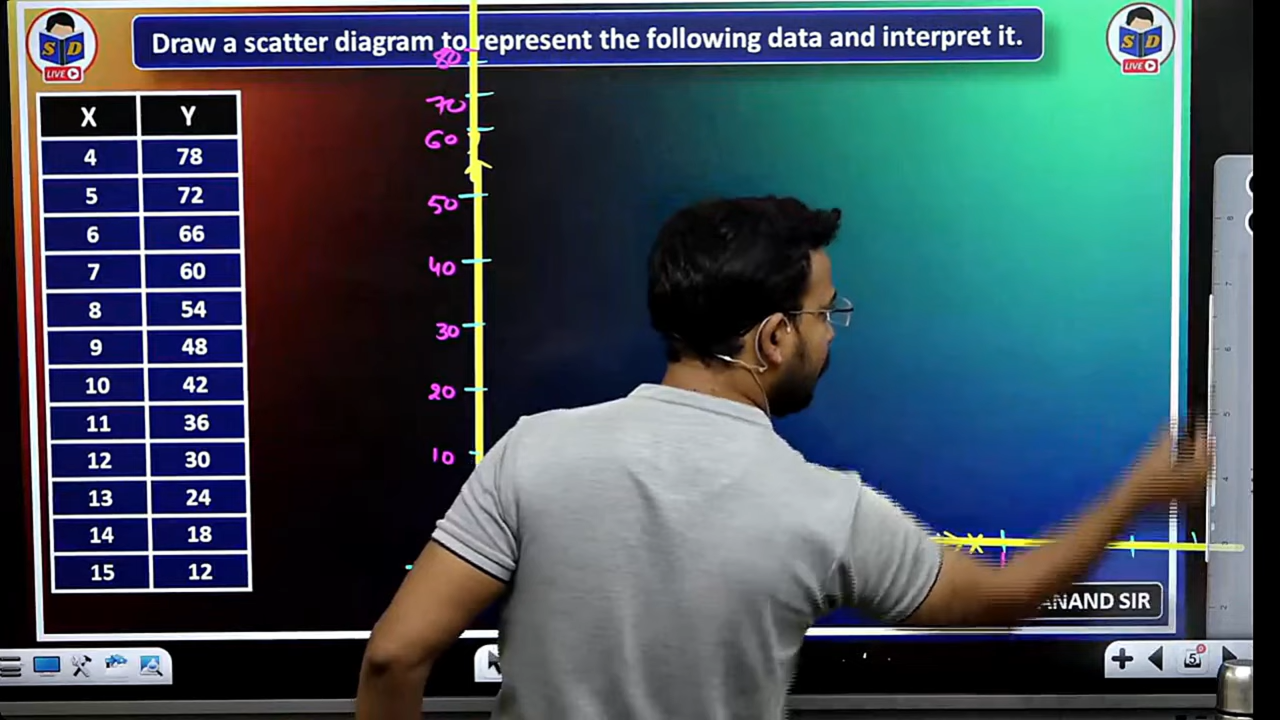 Draw a scatter diagram to represent the following data and interpret it.
S D
LIVE
S D
LIVE
X Y
4 78
5 72
6 66
7 60
8 54
9 48
10 42
11 36
12 30
13 24
14 18
15 12
80
70
60
50
40
30
20
10
ANAND SIR